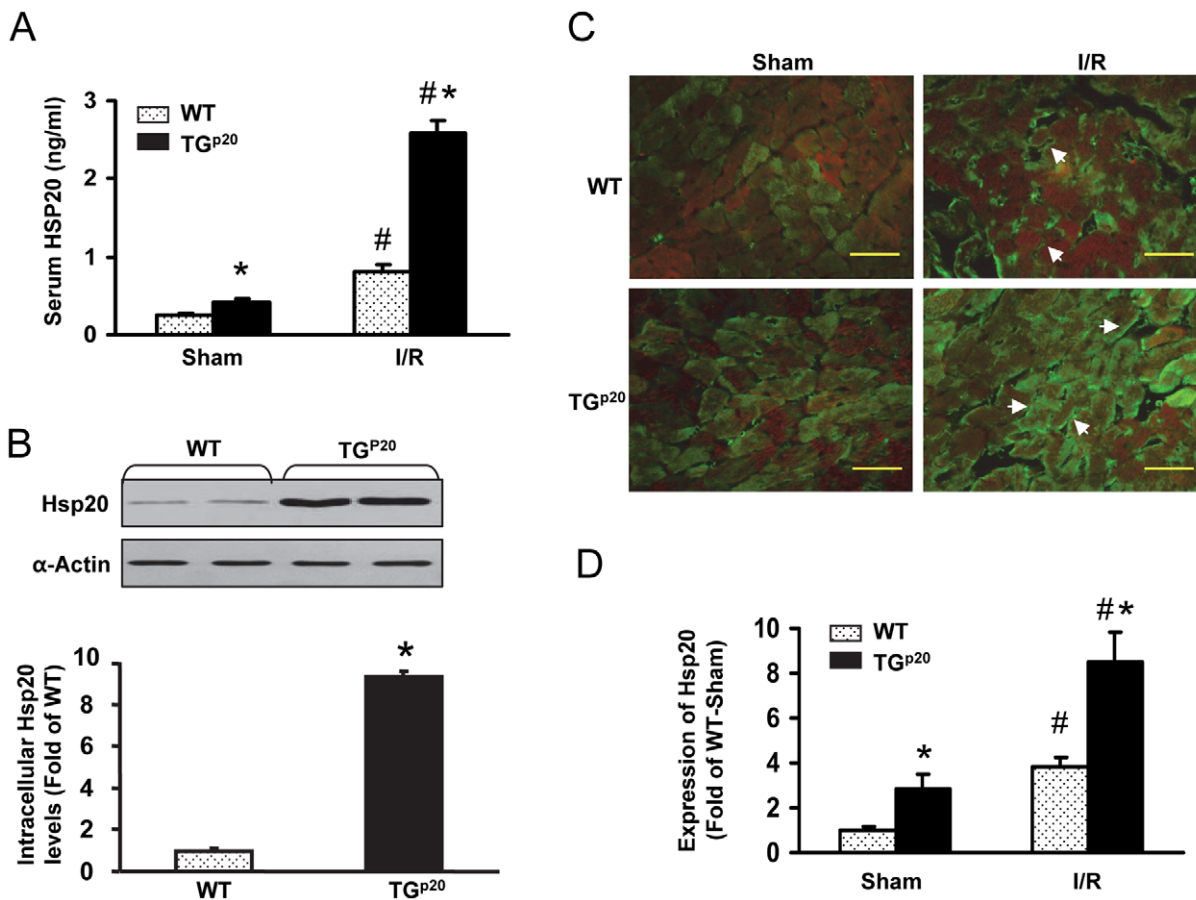 A
Serum HSP20 (ng/ml)
3
2
1
0
WT
TGp20
*
#
# *
Sham I/R
B
WT TGP20
Hsp20
α-Actin
Intracellular Hsp20
levels (Fold of WT)
10
8
6
4
2
0
*
WT TGp20
C
Sham I/R
WT
TGp20
D
Expression of Hsp20
(Fold of WT-Sham)
10
8
6
4
2
0
WT
TGp20
*
#
# *
Sham I/R